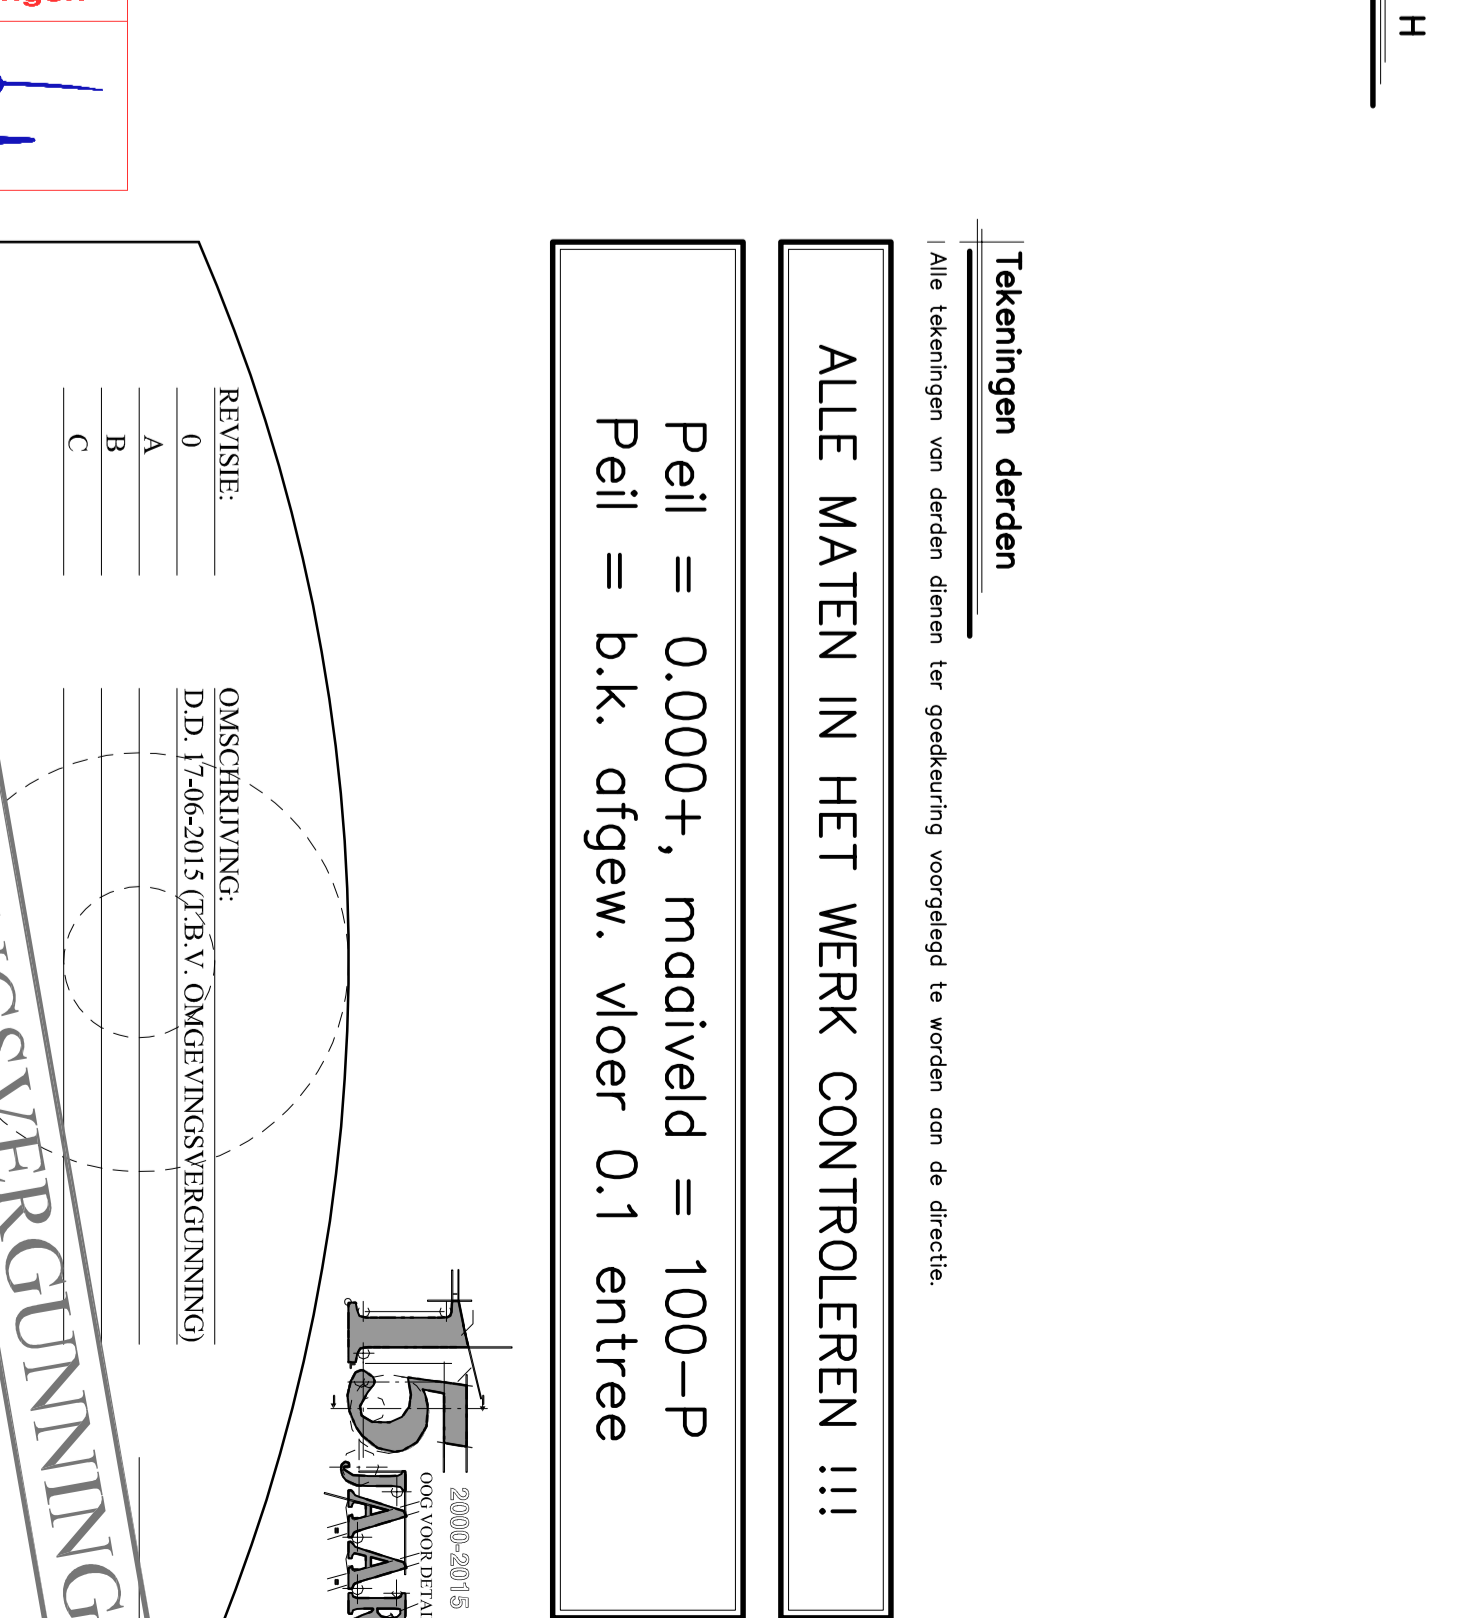 H
Tekeningen derden
Alle tekeningen van derden dienen ter goedkeuring voorgelegd te worden aan de directie.
ALLE MATEN IN HET WERK CONTROLEREN !!!
Peil = 0.000+, maaiveld = 100-P
Peil = b.k. afgew. vloer 0.1 entree
2000-2015
OOG VOOR
15
JAAR
REVISIE: OMSCHRIJVING:
0 D.D. 17-06-2015 (T.B.V. OMGEVINGSVERGUNNING)
A
B
C
GSVERGUNNING